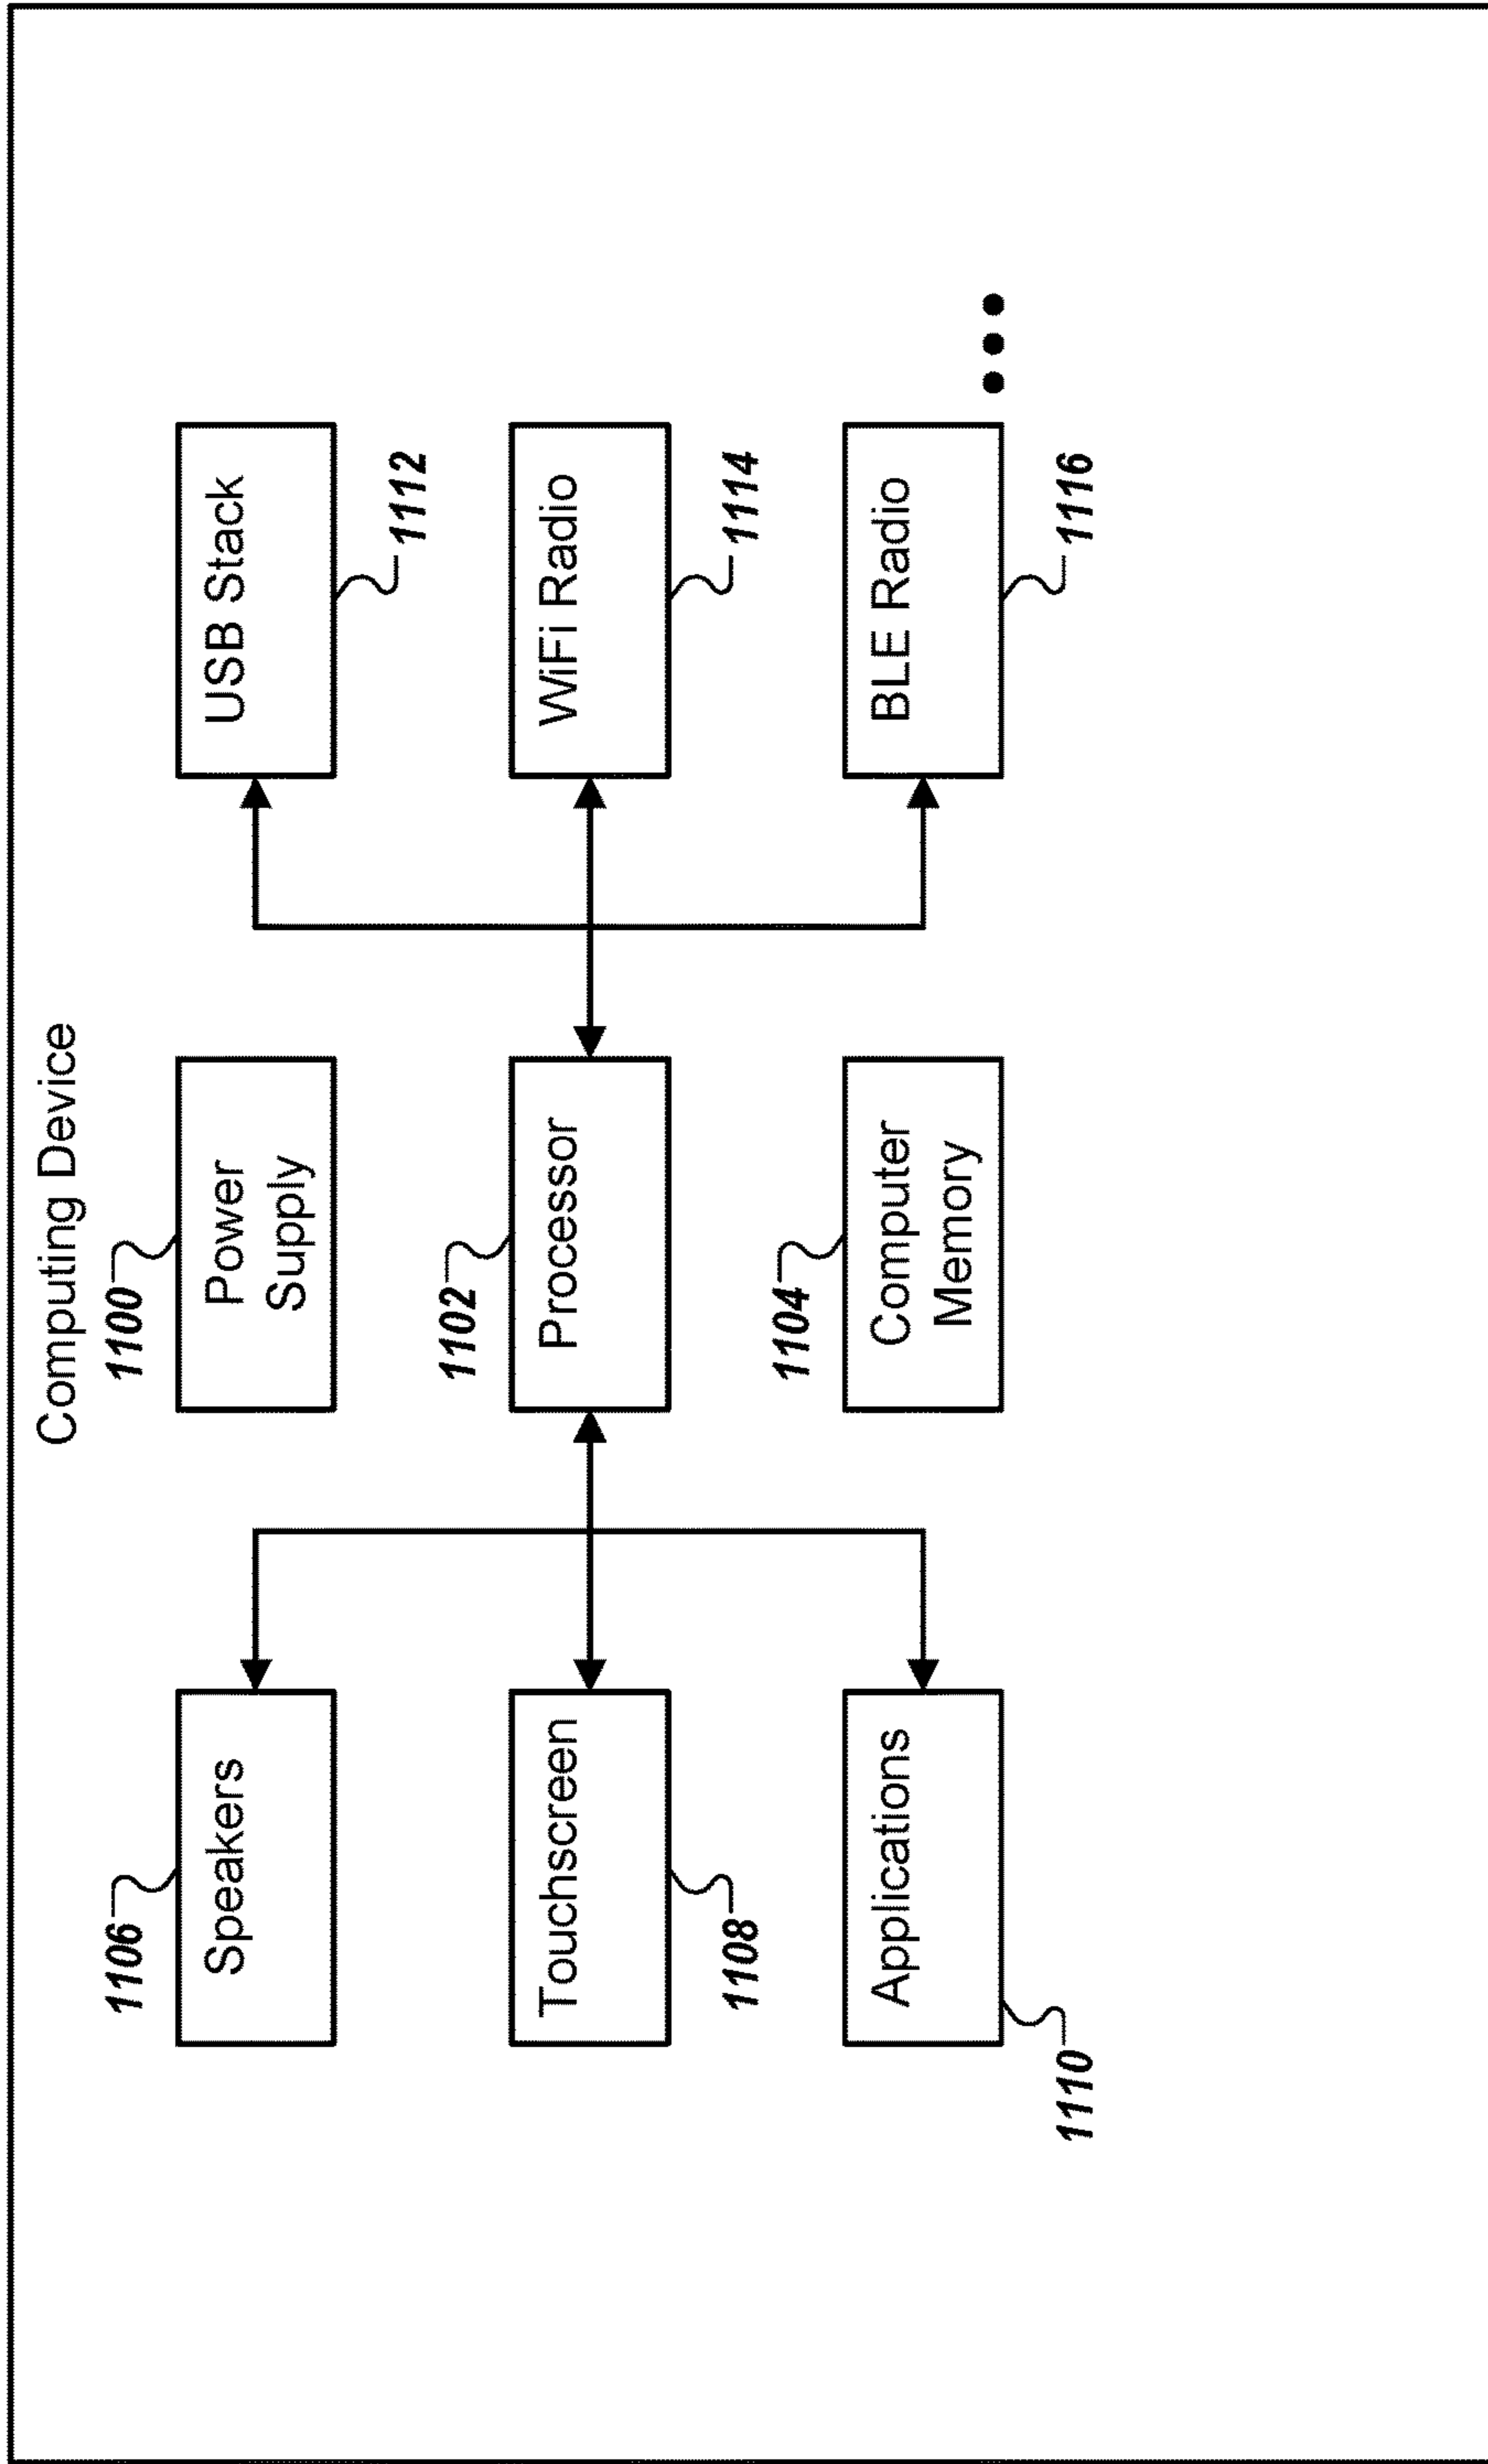 Computing Device
1106
Speakers
1100
Power
Supply
USB Stack
1112
Touchscreen
1108
1102
Processor
WiFi Radio
1114
Applications
1110
1104
Computer
Memory
BLE Radio
1116